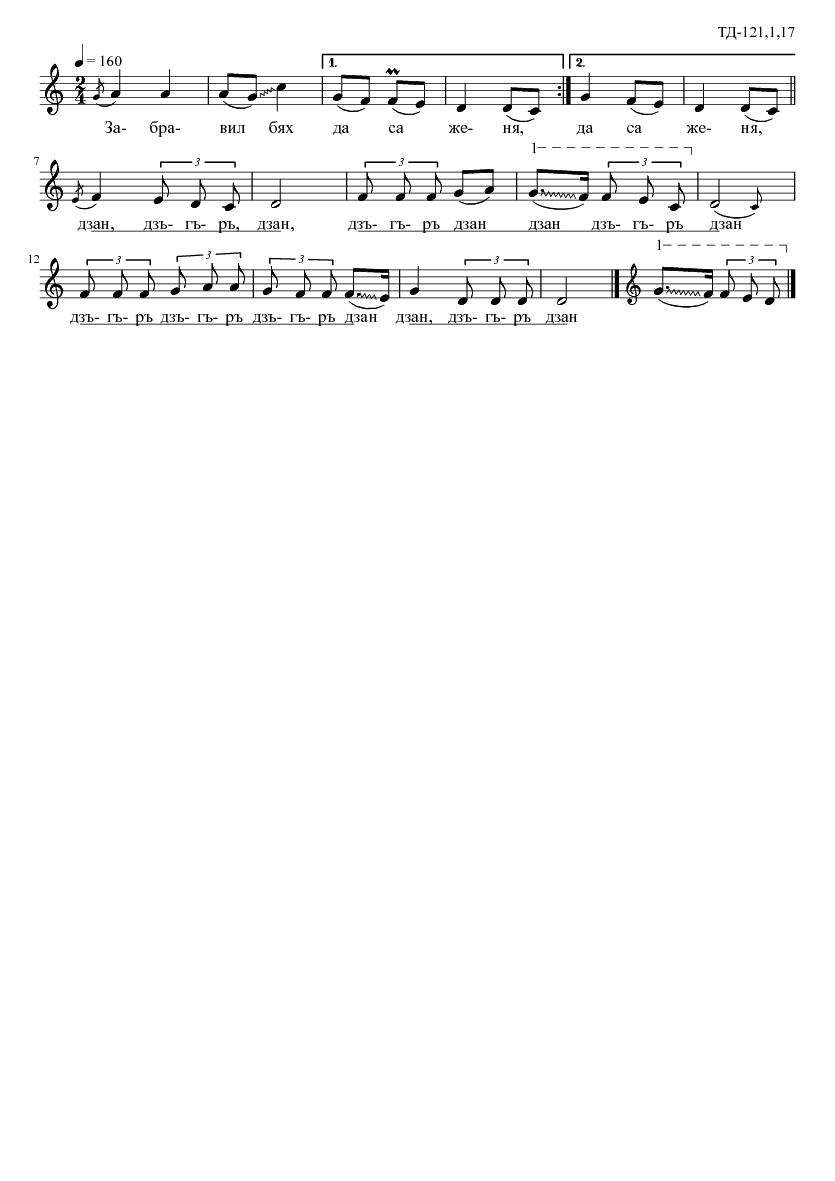 ТД-121,1,17
= 160
1. 2.
2 4
За- бра- вил бях да са же- ня, да са же- ня,
1
7 3 3 3
дзан, дзъ- гъ- ръ, дзан, дзъ- гъ- ръ дзан дзан дзъ- гъ- ръ дзан
1
12 3 3 3 3 3
дзъ- гъ- ръ дзъ- гъ- ръ дзъ- гъ- ръ дзан дзан, дзъ- гъ- ръ дзан